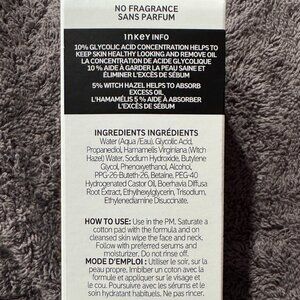 NO FRAGRANCE
SANS PARFUM
INKEY INFO
10% GLYCOLIC ACID CONCENTRATION HELPS TO
KEEP SKIN HEALTHY LOOKING AND REMOVE OIL
LA CONCENTRATION DE ACIDE GLYCOLIQUE
10 % AIDE À GARDER LA PEAU SAINE ET
ÉLIMINER L'EXCÈS DE SÉBUM
5% WITCH HAZEL HELPS TO ABSORB
EXCESS OIL
L'HAMAMÉLIS 5 % AIDE À ABSORBER
L'EXCÈS DE SÉBUM
INGREDIENTS INGRÉDIENTS
Water (Aqua /Eau), Glycolic Acid,
Propanediol, Hamamelis Virginiana (Witch
Hazel) Water, Sodium Hydroxide, Butylene
Glycol, Phenoxyethanol, Alcohol,
PPG-26-Buteth-26, Betaine, PEG-40
Hydrogenated Castor Oil, Boerhavia Diffusa
Root Extract, Ethylhexylglycerin, Trisodium
Ethylenediamine Disuccinate.
HOW TO USE: Use in the PM. Saturate a
cotton pad with the formula and press on
cleansed skin wipe the face and neck.
Follow with preferred serums and
moisturizer. Do not rinse off.
MODE D'EMPLOI : Utiliser le soir, sur la
peau propre. Imbiber un coton avec la
formule et appliquer sur le visage et le
cou. Poursuivre avec des sérums et le
soin hydratant habituels. Ne pas rincer.